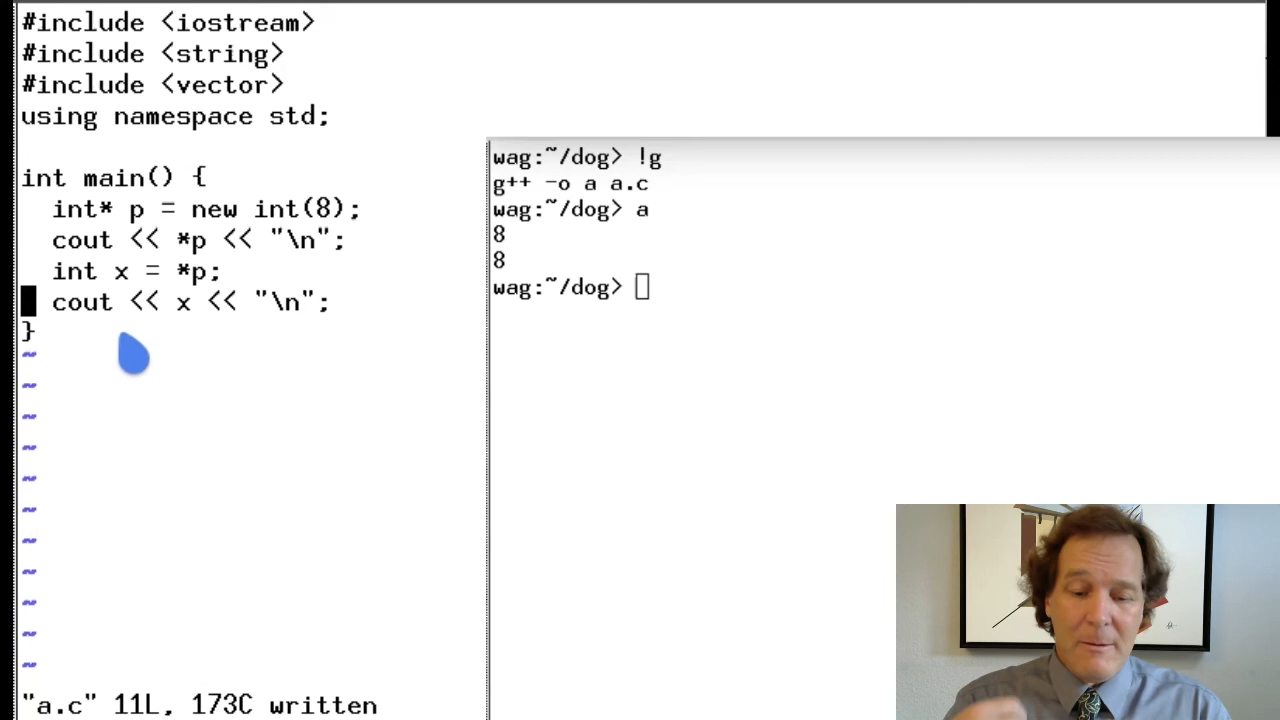 #include <iostream>
#include <string>
#include <vector>
using namespace std;
int main() {
  int* p = new int(8);
  cout << *p << "\n";
  int x = *p;
  cout << x << "\n";
}
~
~
~
~
~
~
~
~
~
~
~
"a.c" 11L, 173C written
wag:~/dog> !g
g++ -o a a.c
wag:~/dog> a
8
8
wag:~/dog>